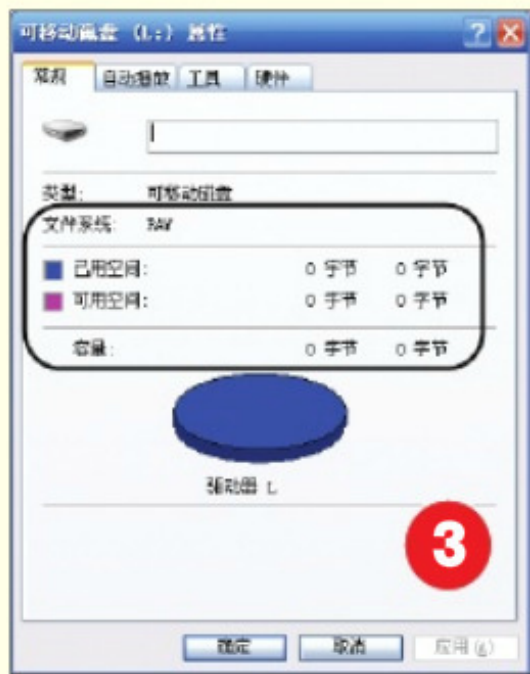 可移动磁盘 (L:) 属性
常规 自动播放 工具 硬件
类型: 可移动磁盘
文件系统: RAW
已用空间: 0 字节 0 字节
可用空间: 0 字节 0 字节
容量: 0 字节 0 字节
驱动器 L
3
确定 取消 应用(A)